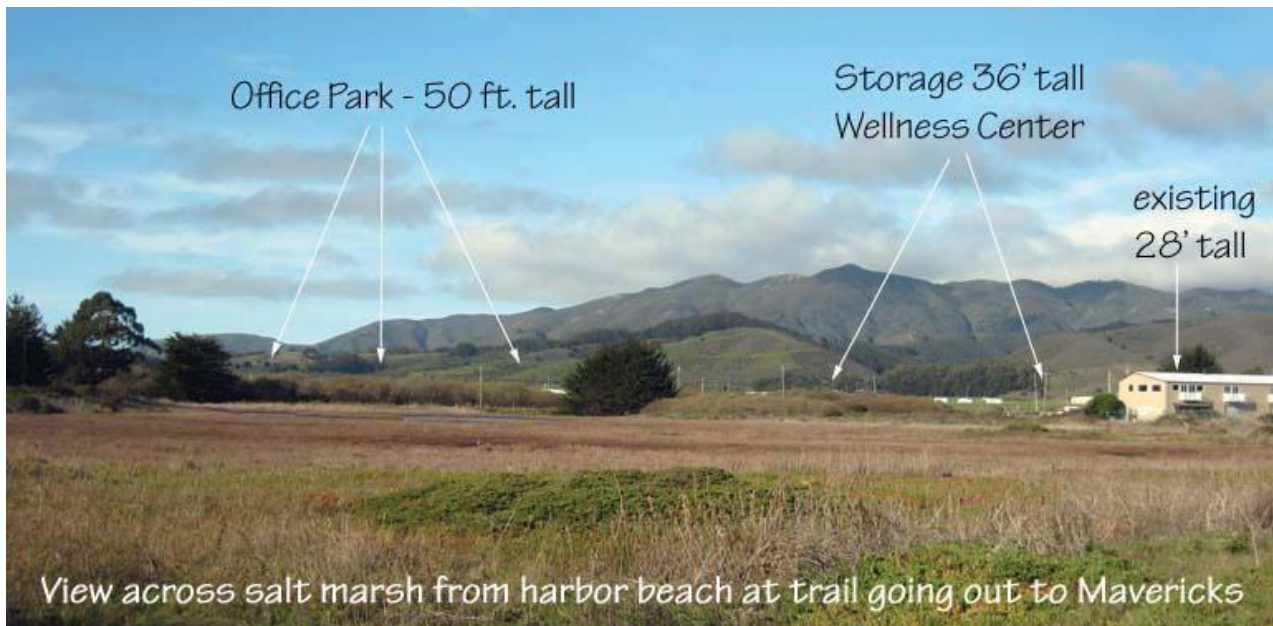 Office Park - 50 ft. tall
Storage 36' tall
Wellness Center
existing
28' tall
View across salt marsh from harbor beach at trail going out to Mavericks